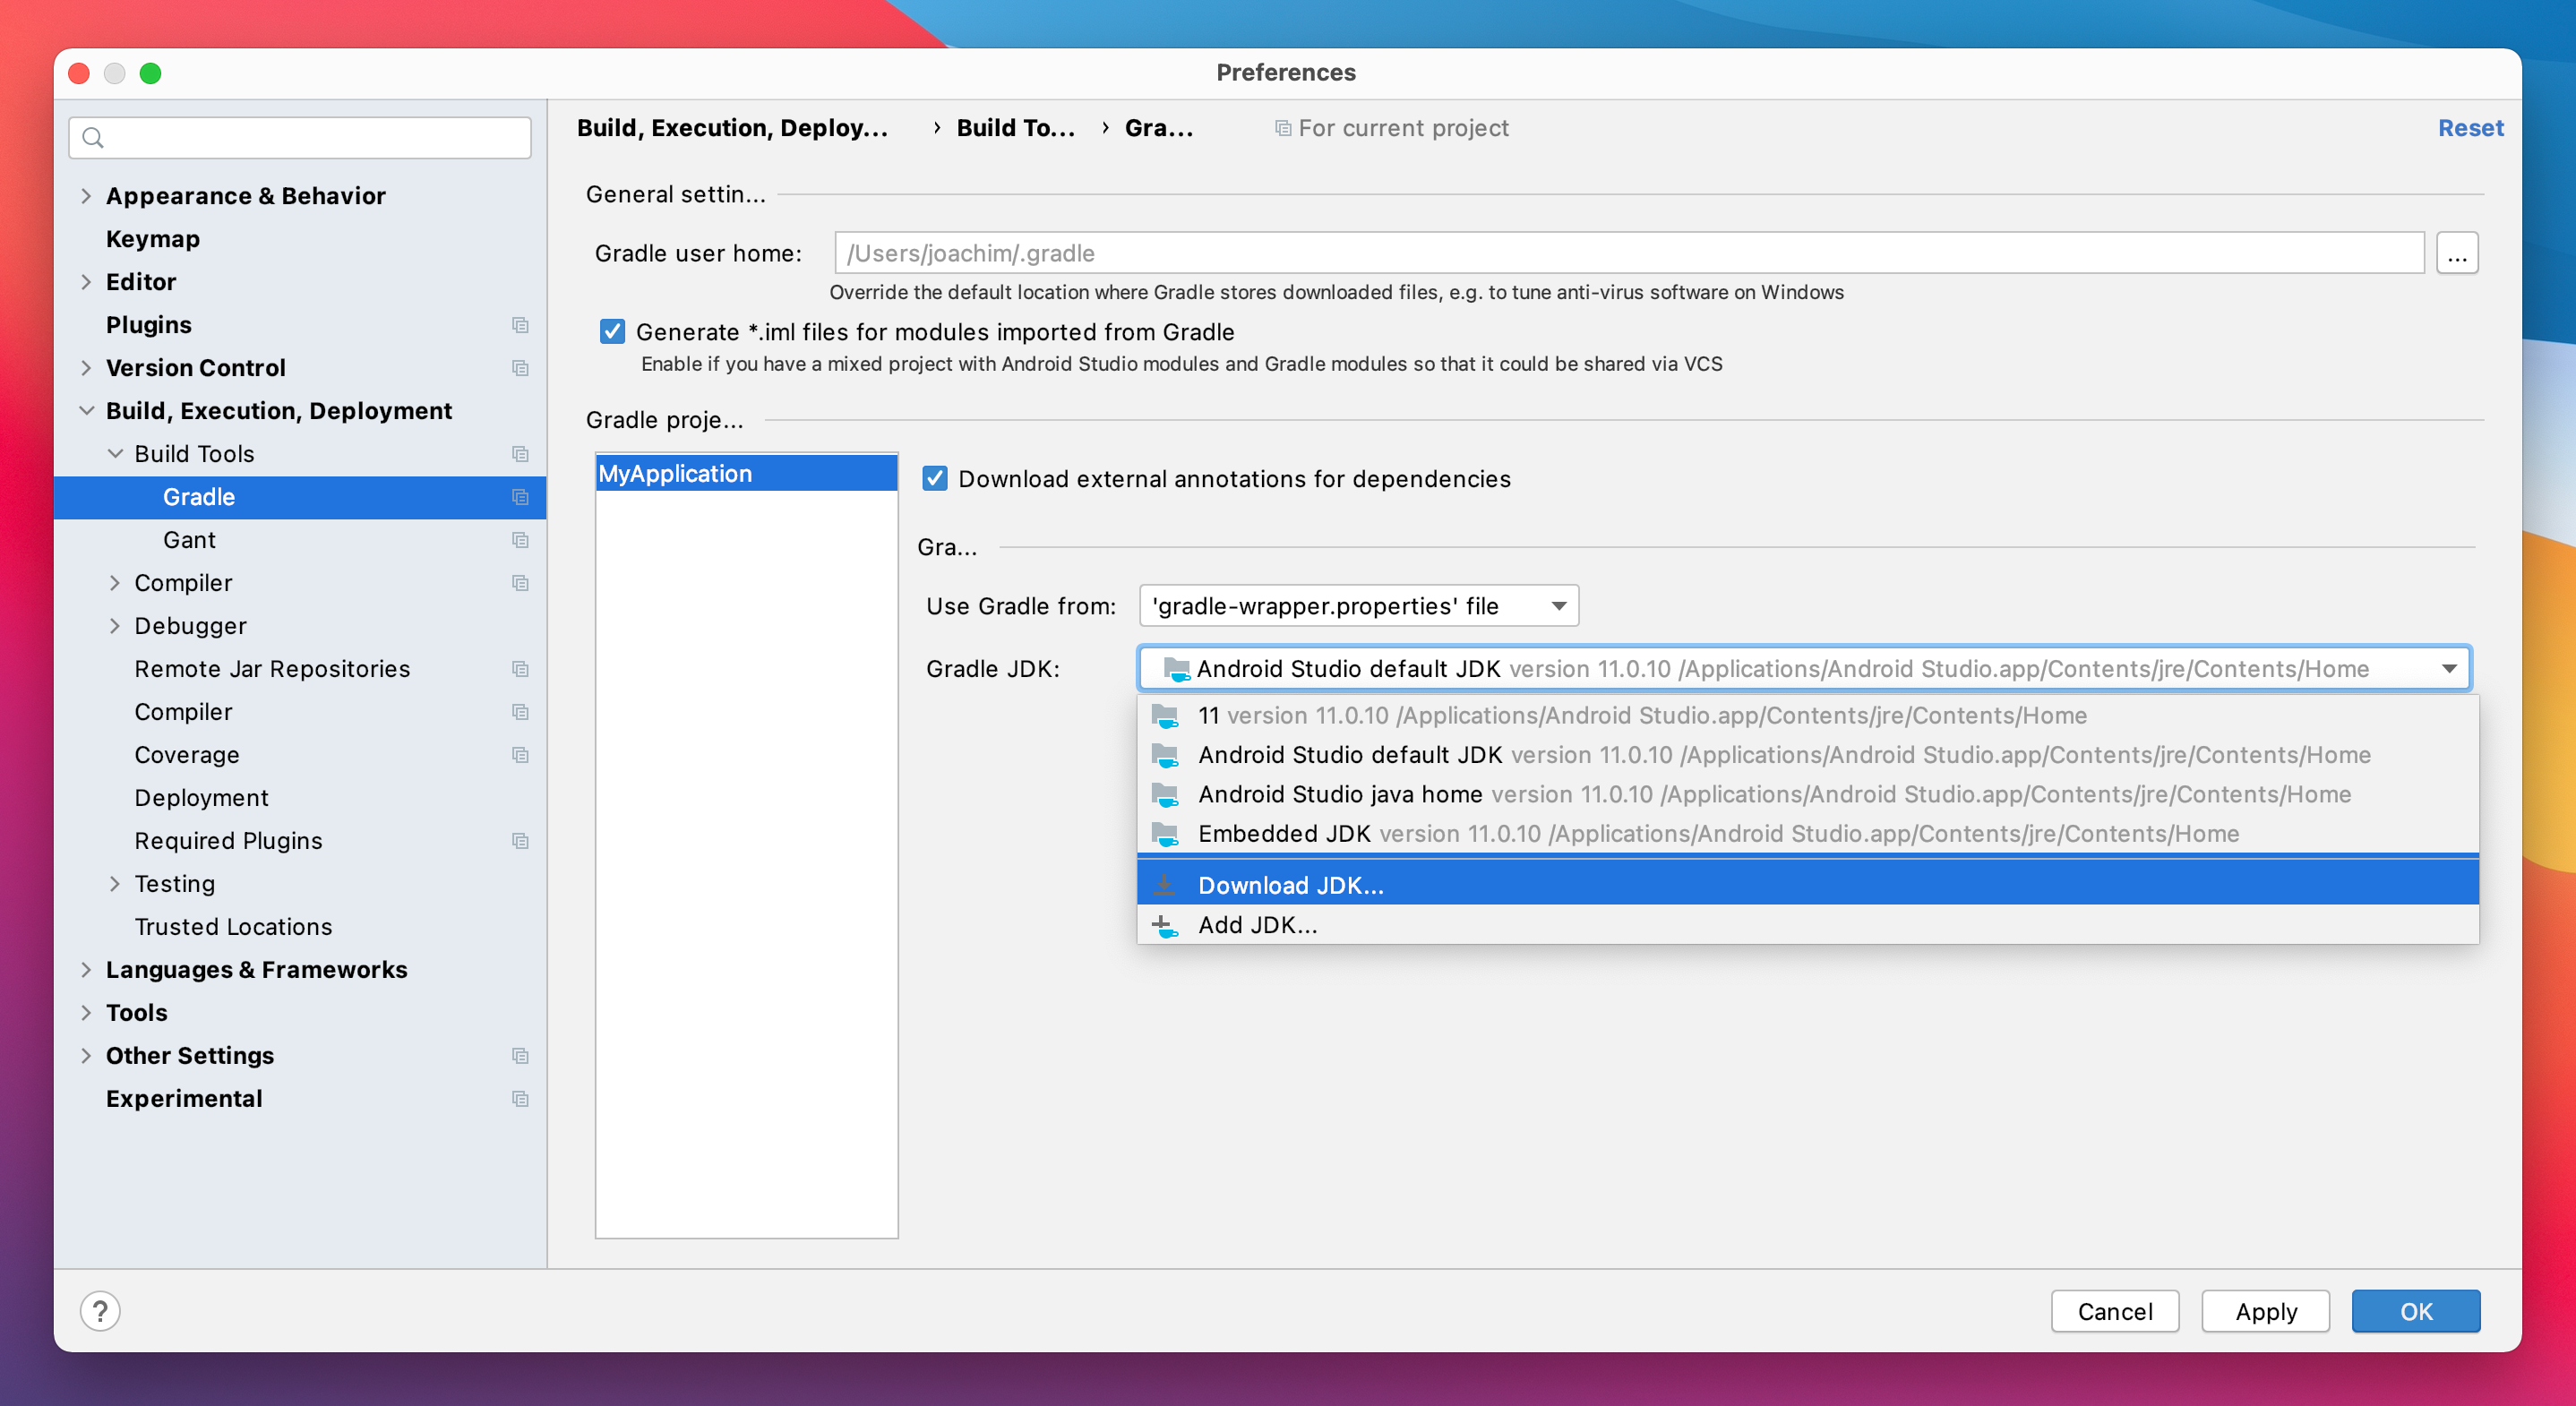 Preferences
Build, Execution, Deploy... › Build To... › Gra... For current project Reset
Appearance & Behavior
Keymap
Editor
Plugins
Version Control
Build, Execution, Deployment
Build Tools
Gradle
Gant
Compiler
Debugger
Remote Jar Repositories
Compiler
Coverage
Deployment
Required Plugins
Testing
Trusted Locations
Languages & Frameworks
Tools
Other Settings
Experimental
General settin...
Gradle user home: /Users/joachim/.gradle ...
Override the default location where Gradle stores downloaded files, e.g. to tune anti-virus software on Windows
Generate *.iml files for modules imported from Gradle
Enable if you have a mixed project with Android Studio modules and Gradle modules so that it could be shared via VCS
Gradle proje...
MyApplication
Download external annotations for dependencies
Gra...
Use Gradle from: 'gradle-wrapper.properties' file
Gradle JDK: Android Studio default JDK version 11.0.10 /Applications/Android Studio.app/Contents/jre/Contents/Home
11 version 11.0.10 /Applications/Android Studio.app/Contents/jre/Contents/Home
Android Studio default JDK version 11.0.10 /Applications/Android Studio.app/Contents/jre/Contents/Home
Android Studio java home version 11.0.10 /Applications/Android Studio.app/Contents/jre/Contents/Home
Embedded JDK version 11.0.10 /Applications/Android Studio.app/Contents/jre/Contents/Home
Download JDK...
Add JDK...
? Cancel Apply OK